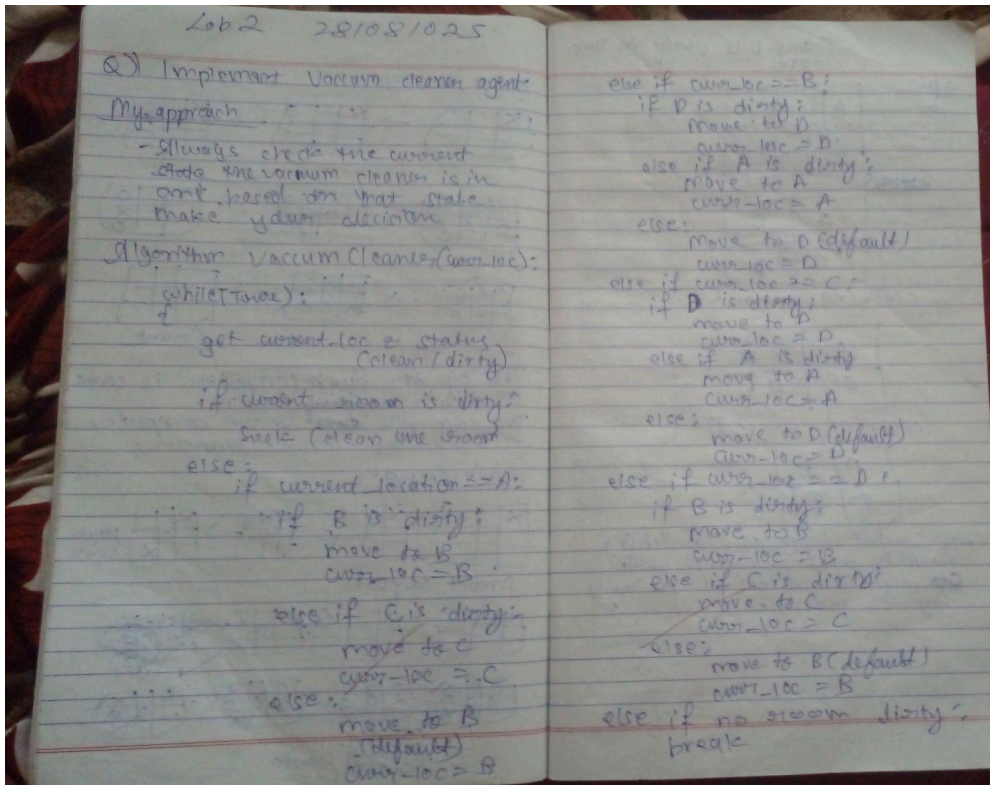 Lab 2 28/08/025
Q) Implemant Vaccum cleaner agent
My approach
- Always check the current
state the vacuum cleaner is in
and based on that state
make your decision
Algorithm Vaccum Cleaner(curr_loc):
while(True):
{
get current_loc & status
(clean / dirty)
if current room is dirty:
Suck (clean the room
else:
if current_location == A:
if B is dirty:
move to B
curr_loc = B
else if C is dirty:
move to C
curr_loc = C
else:
move to B
(default)
curr_loc = B
else if curr_loc == B:
if D is dirty:
move to D
curr_loc = D
else if A is dirty:
move to A
curr_loc = A
else:
move to D (default)
curr_loc = D
else if curr_loc == C:
if D is dirty:
move to D
curr_loc = D
else if A is dirty
move to A
curr_loc = A
else:
move to D (default)
curr_loc = D
else if curr_loc == D:
if B is dirty:
move to B
curr_loc = B
else if C is dirty:
move to C
curr_loc = C
else:
move to B (default)
curr_loc = B
else if no room dirty:
break